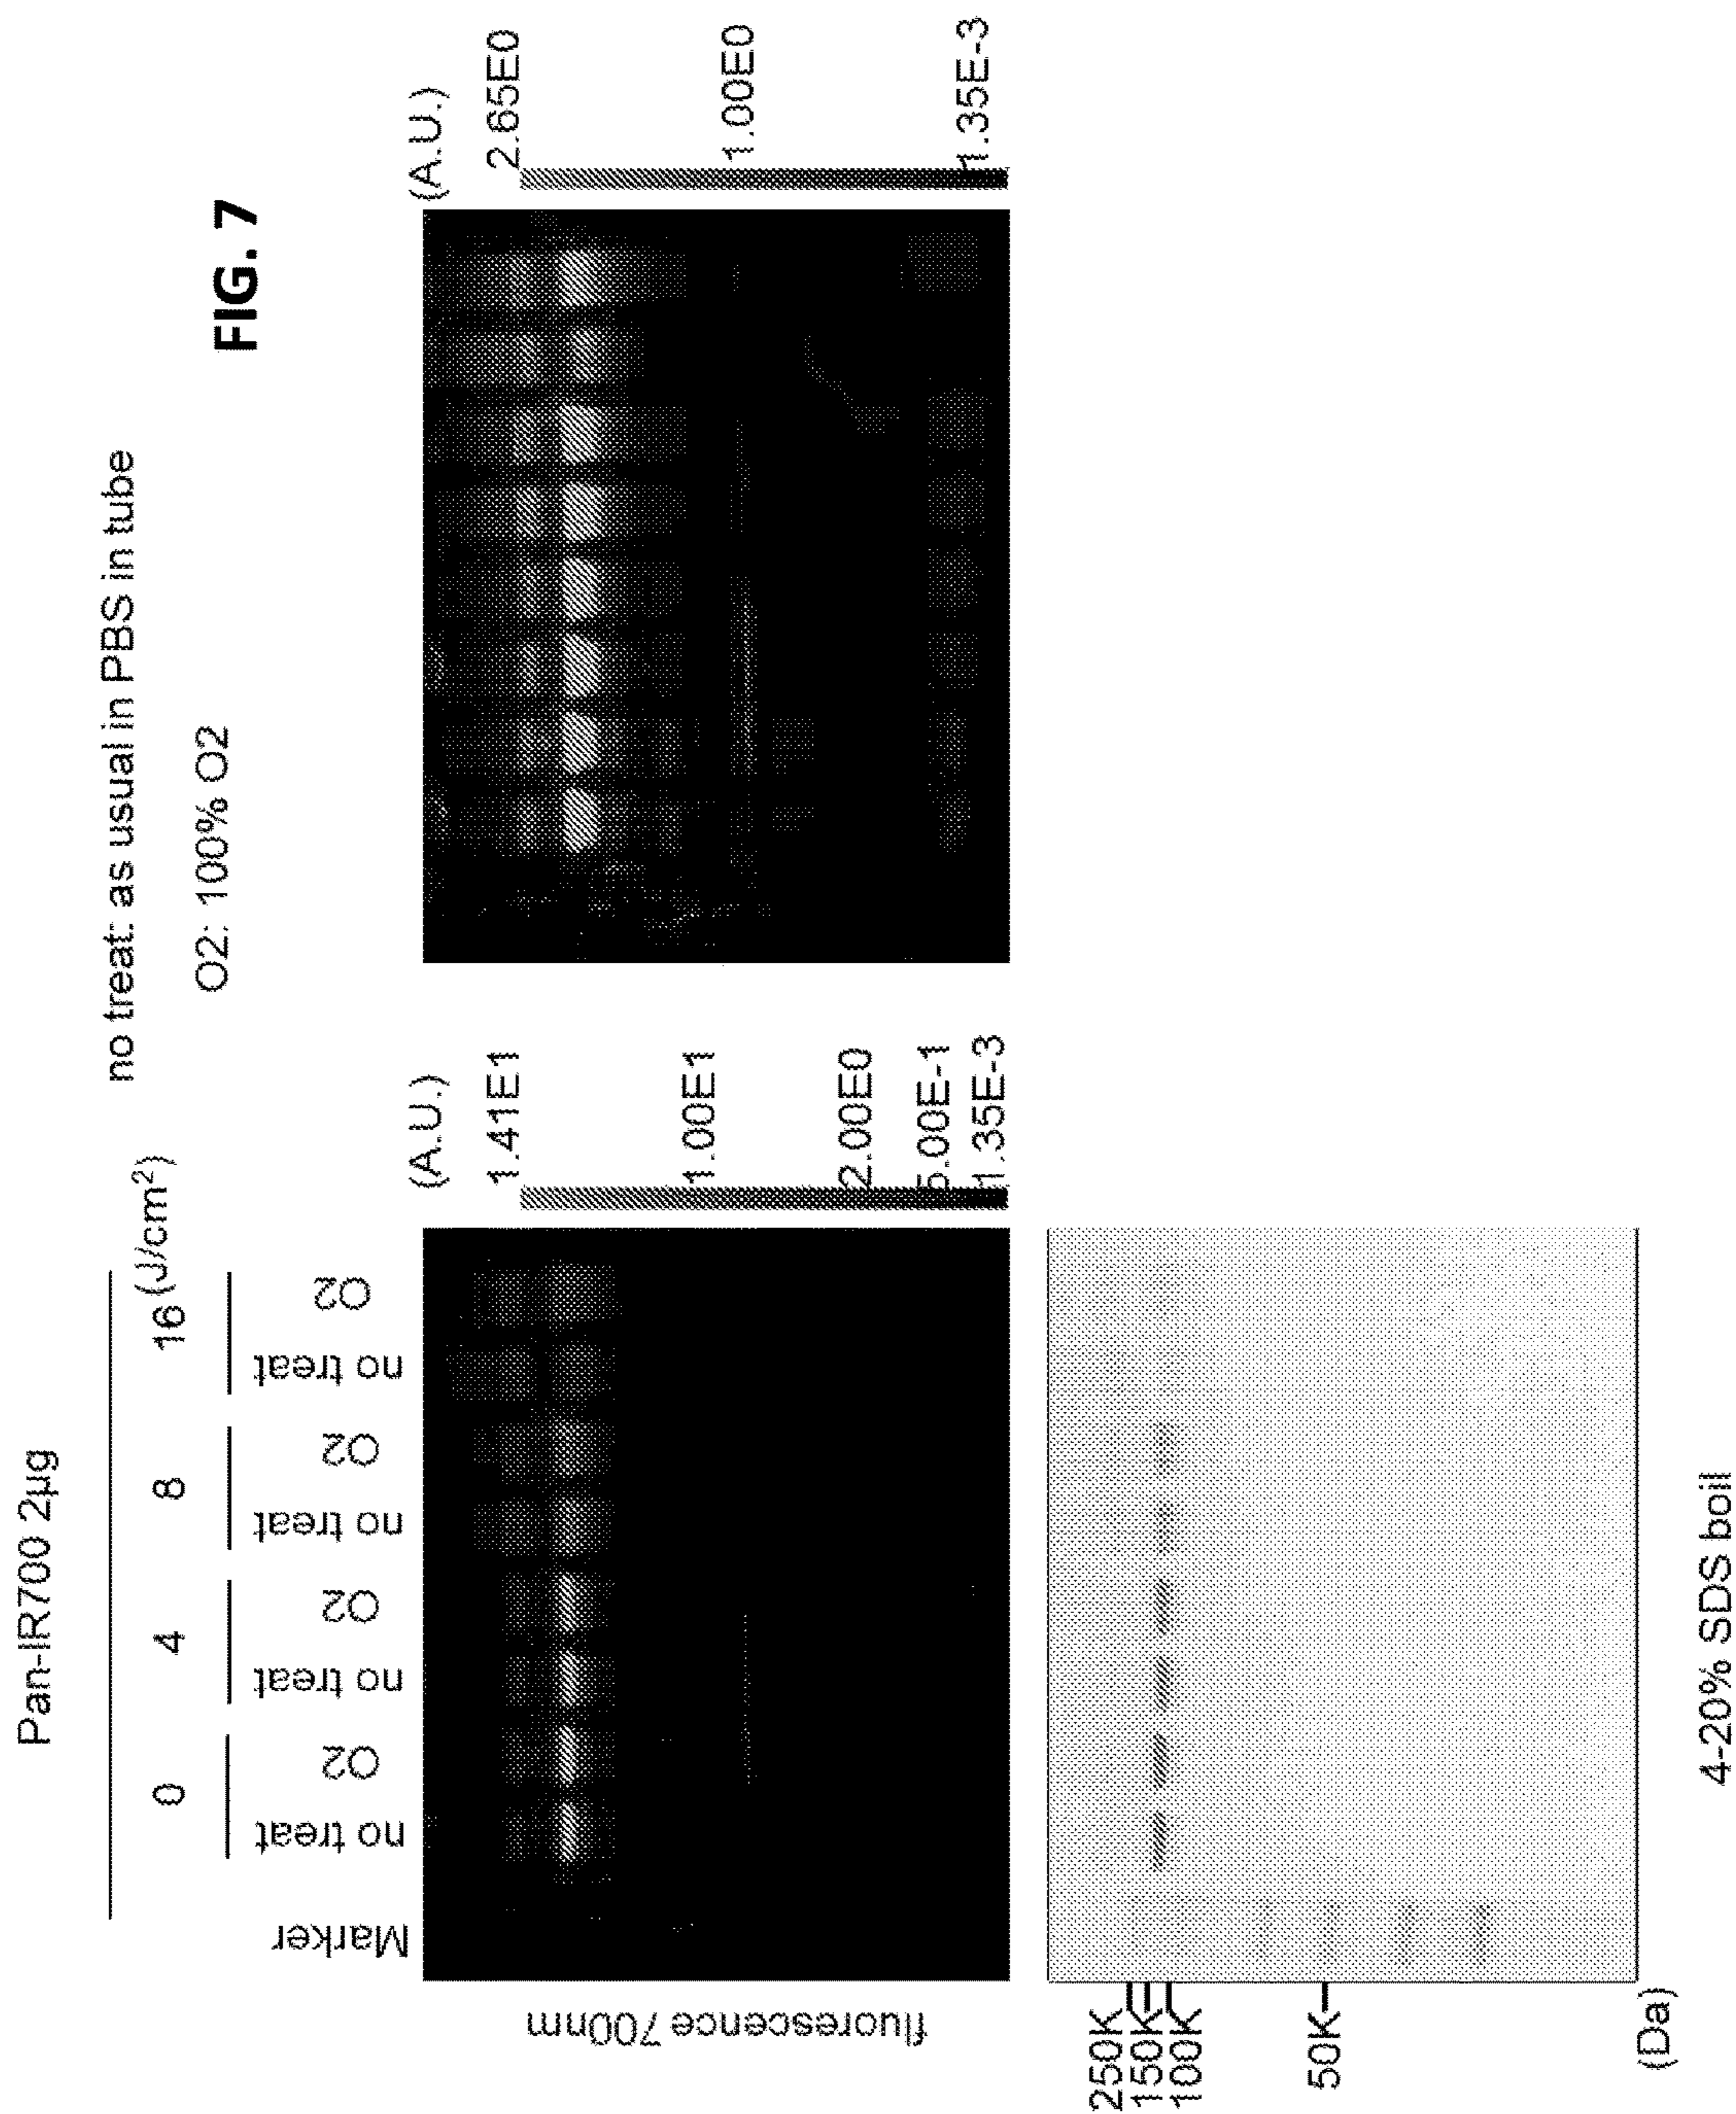 FIG. 7
Pan-IR700 2µg
no treat: as usual in PBS in tube
O2: 100% O2
0 4 8 16 (J/cm²)
Marker no treat O2 no treat O2 no treat O2 no treat O2
fluorescence 700nm
(A.U.)
1.41E1
1.00E1
2.00E0
5.00E-1
1.35E-3
(A.U.)
2.65E0
1.00E0
1.35E-3
250K
150K
100K
50K
(Da)
4-20% SDS boil